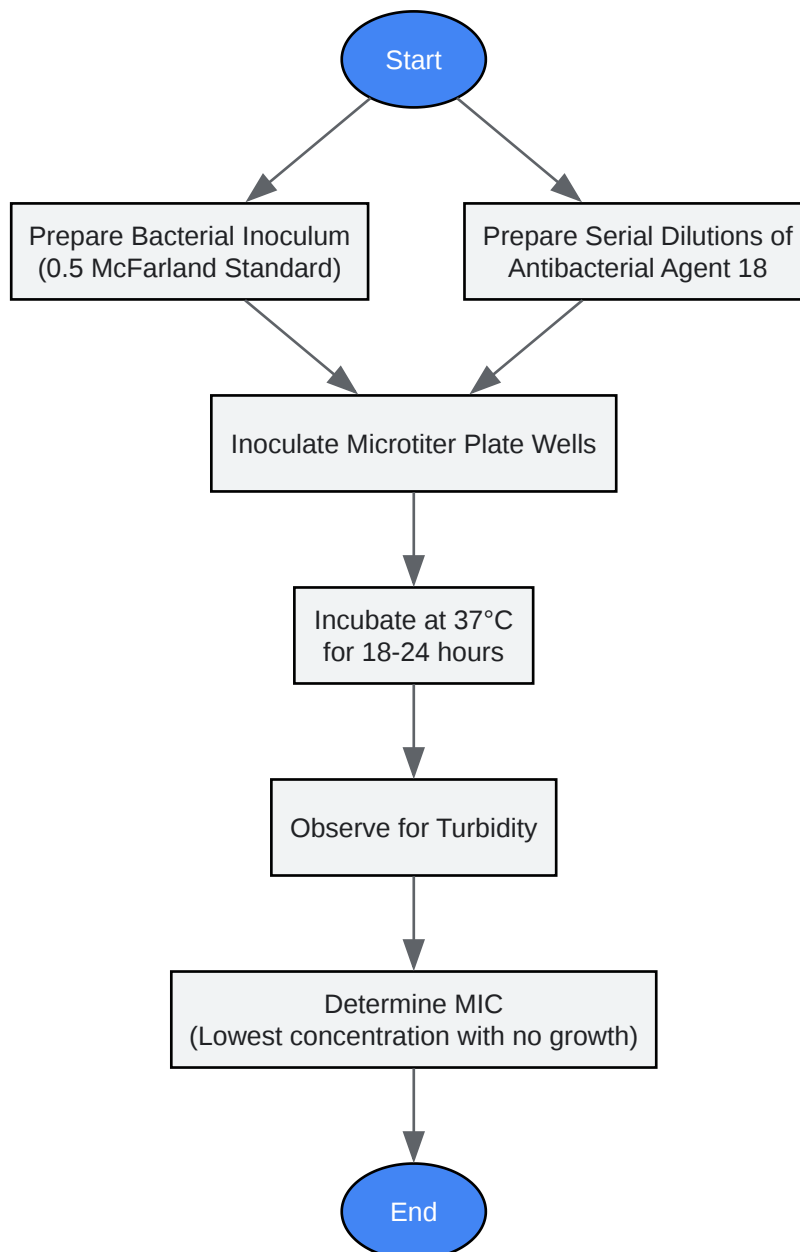 Start
Prepare Bacterial Inoculum
(0.5 McFarland Standard)
Prepare Serial Dilutions of
Antibacterial Agent 18
Inoculate Microtiter Plate Wells
Incubate at 37°C
for 18-24 hours
Observe for Turbidity
Determine MIC
(Lowest concentration with no growth)
End